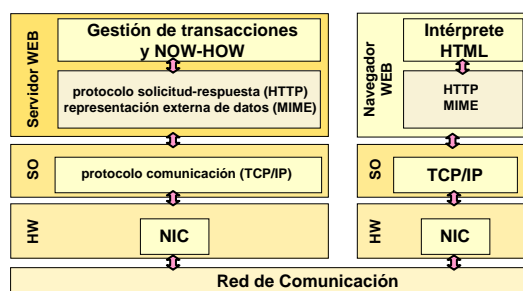 Servidor WEB
Gestión de transacciones
y NOW-HOW
protocolo solicitud-respuesta (HTTP)
representación externa de datos (MIME)
SO
protocolo comunicación (TCP/IP)
HW
NIC
Navegador
WEB
Intérprete
HTML
HTTP
MIME
SO
TCP/IP
HW
NIC
Red de Comunicación